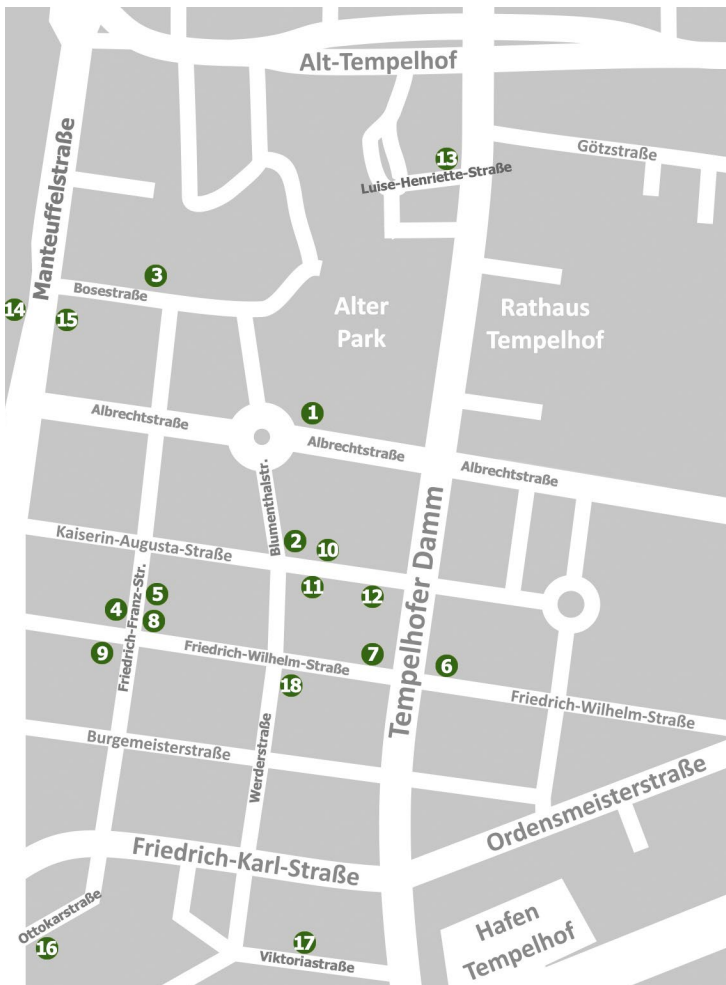 Alt-Tempelhof
Manteuffelstraße
Götzstraße
13
Luise-Henriette-Straße
3
Bosestraße
14
15
Alter
Park
Rathaus
Tempelhof
1
Albrechtstraße
Albrechtstraße
Albrechtstraße
Blumenthalstr.
Tempelhofer Damm
Kaiserin-Augusta-Straße
2
10
11
12
4
5
8
9
Friedrich-Franz-Str.
Friedrich-Wilhelm-Straße
7
6
18
Friedrich-Wilhelm-Straße
Burgemeisterstraße
Werderstraße
Ordensmeisterstraße
Friedrich-Karl-Straße
Ottokarstraße
16
17
Viktoriastraße
Hafen
Tempelhof